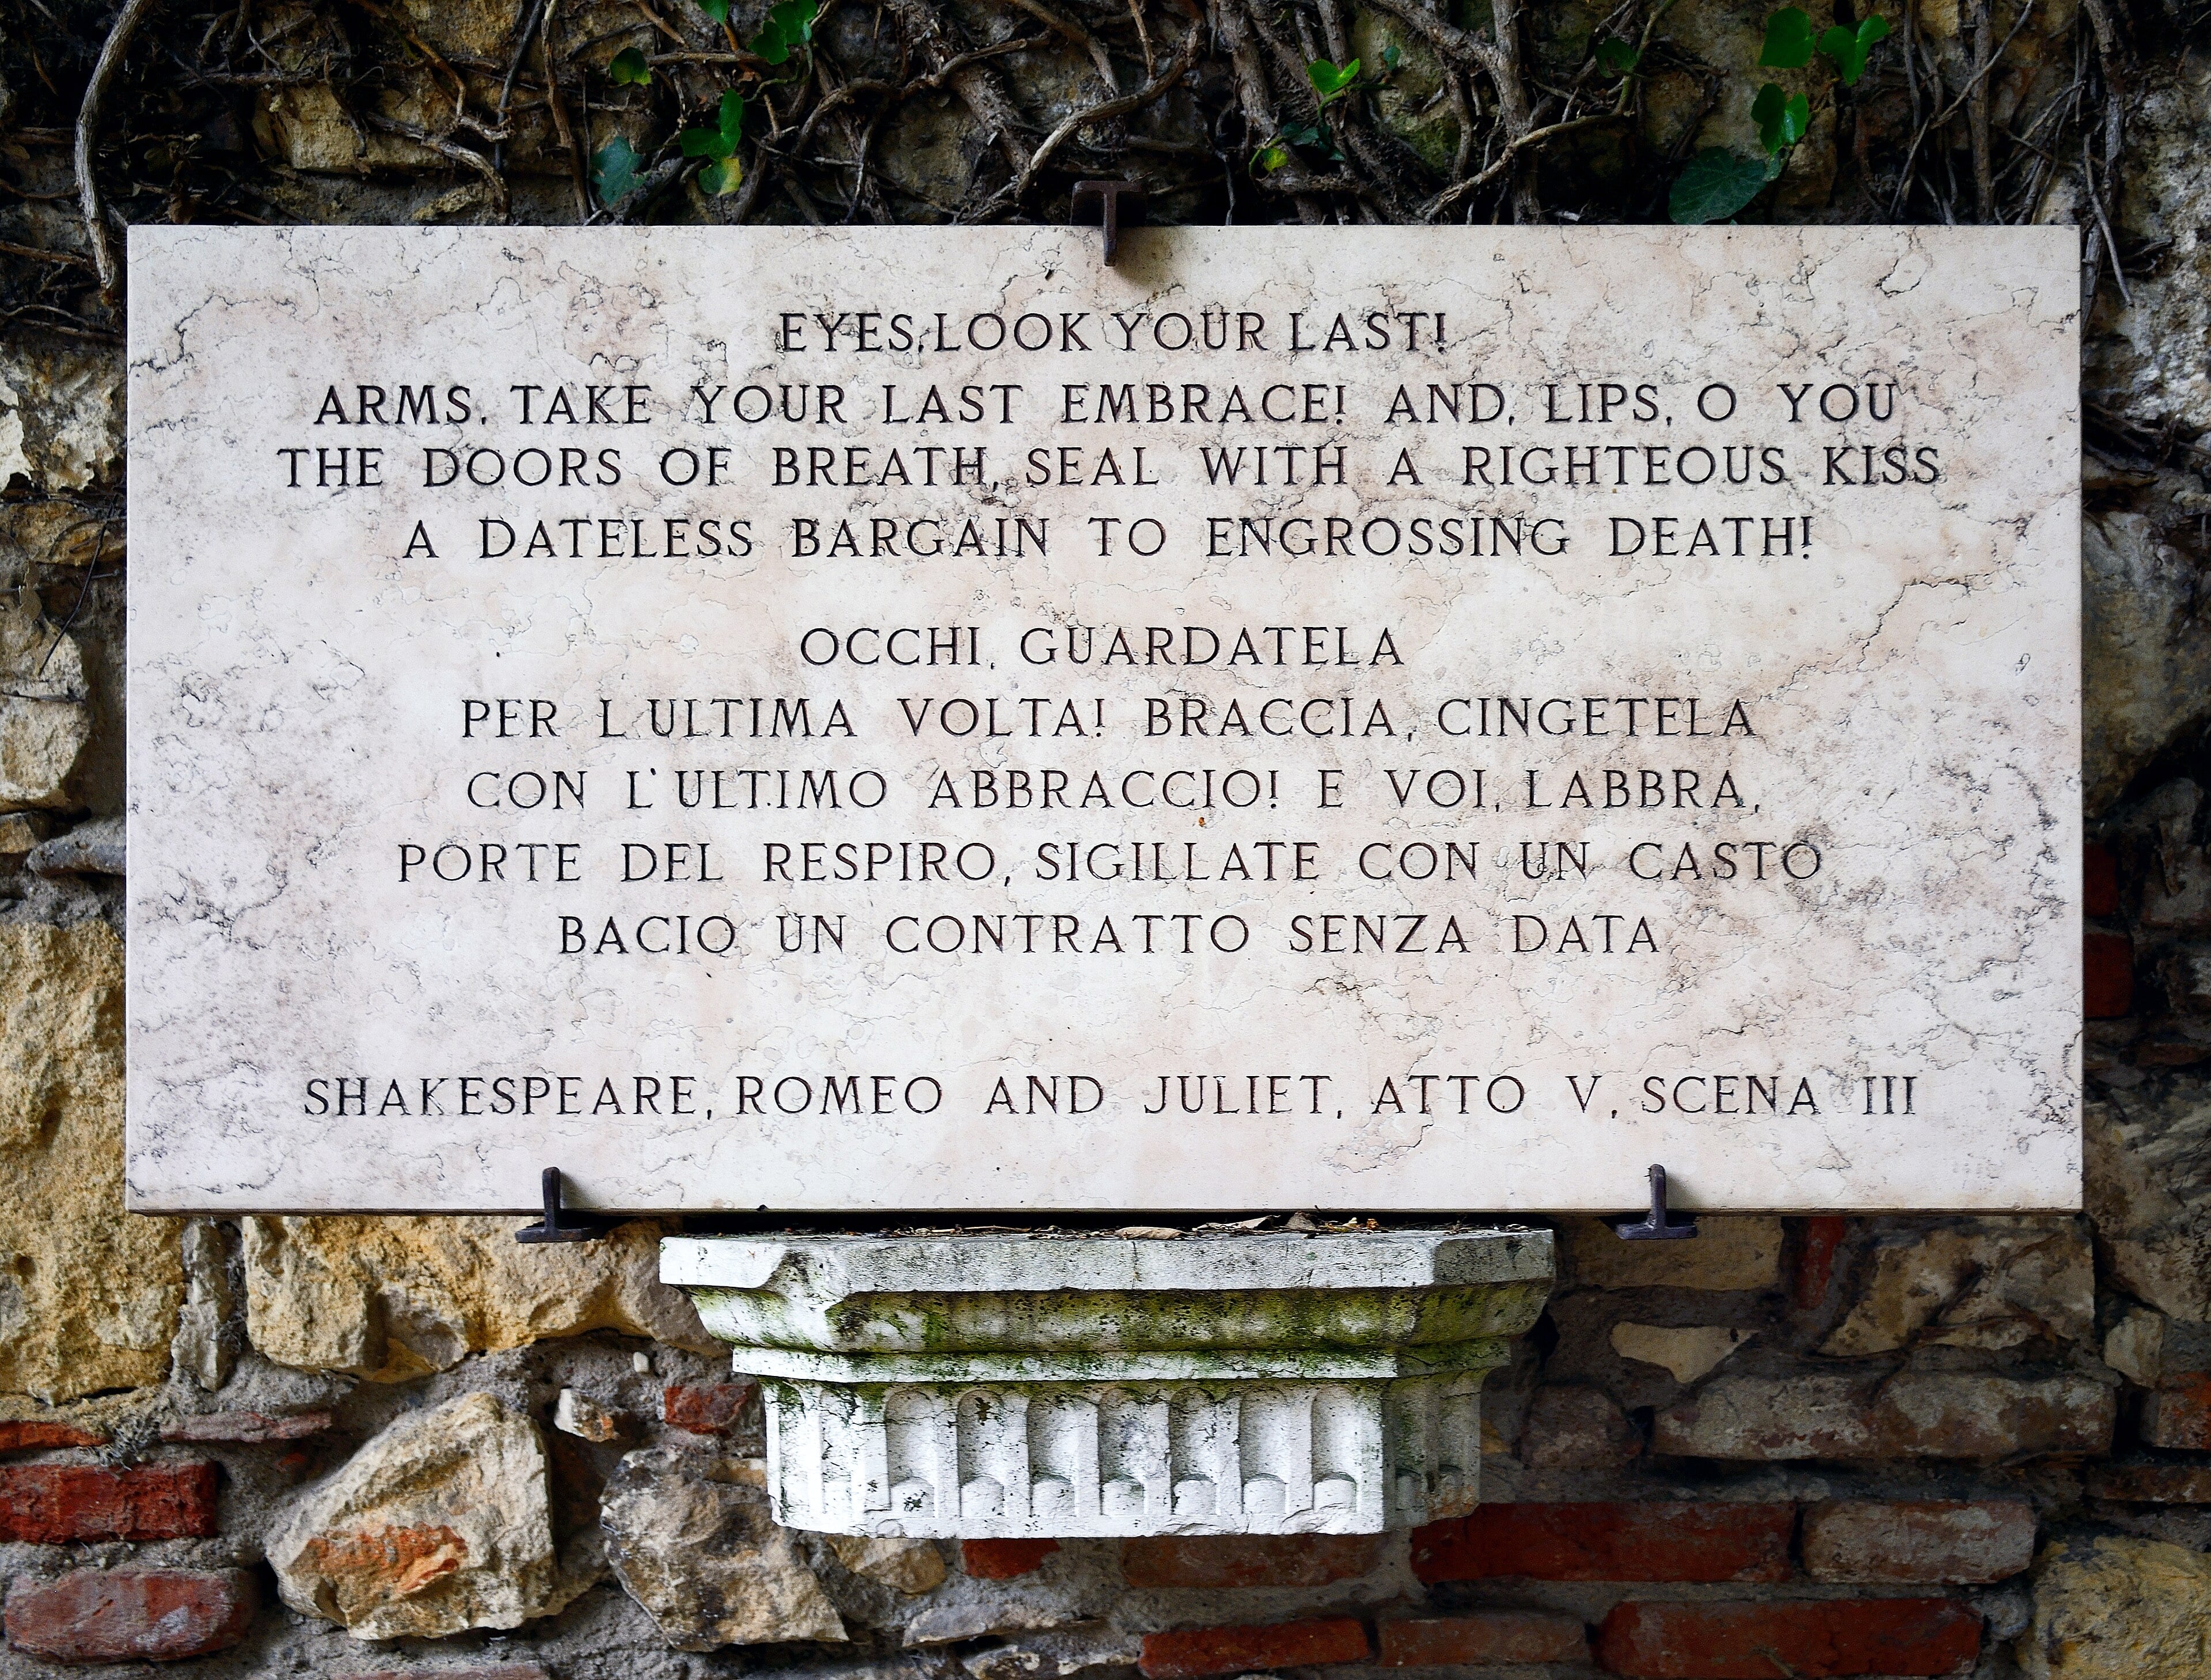 EYES, LOOK YOUR LAST!
ARMS, TAKE YOUR LAST EMBRACE! AND, LIPS, O YOU
THE DOORS OF BREATH, SEAL WITH A RIGHTEOUS KISS
A DATELESS BARGAIN TO ENGROSSING DEATH!
OCCHI, GUARDATELA
PER L'ULTIMA VOLTA! BRACCIA, CINGETELA
CON L'ULTIMO ABBRACCIO! E VOI, LABBRA,
PORTE DEL RESPIRO, SIGILLATE CON UN CASTO
BACIO UN CONTRATTO SENZA DATA
SHAKESPEARE, ROMEO AND JULIET, ATTO V, SCENA III